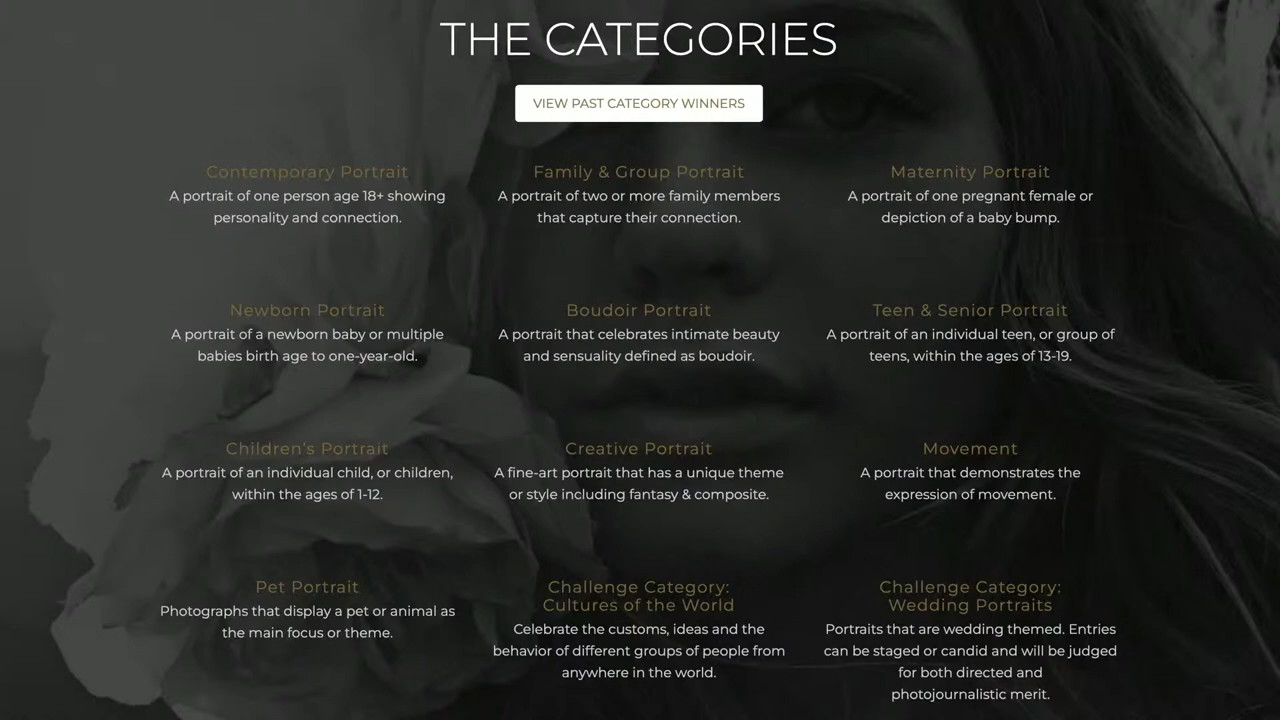 THE CATEGORIES
VIEW PAST CATEGORY WINNERS
Contemporary Portrait
A portrait of one person age 18+ showing
personality and connection.
Family & Group Portrait
A portrait of two or more family members
that capture their connection.
Maternity Portrait
A portrait of one pregnant female or
depiction of a baby bump.
Newborn Portrait
A portrait of a newborn baby or multiple
babies birth age to one-year-old.
Boudoir Portrait
A portrait that celebrates intimate beauty
and sensuality defined as boudoir.
Teen & Senior Portrait
A portrait of an individual teen, or group of
teens, within the ages of 13-19.
Children's Portrait
A portrait of an individual child, or children,
within the ages of 1-12.
Creative Portrait
A fine-art portrait that has a unique theme
or style including fantasy & composite.
Movement
A portrait that demonstrates the
expression of movement.
Pet Portrait
Photographs that display a pet or animal as
the main focus or theme.
Challenge Category:
Cultures of the World
Celebrate the customs, ideas and the
behavior of different groups of people from
anywhere in the world.
Challenge Category:
Wedding Portraits
Portraits that are wedding themed. Entries
can be staged or candid and will be judged
for both directed and
photojournalistic merit.